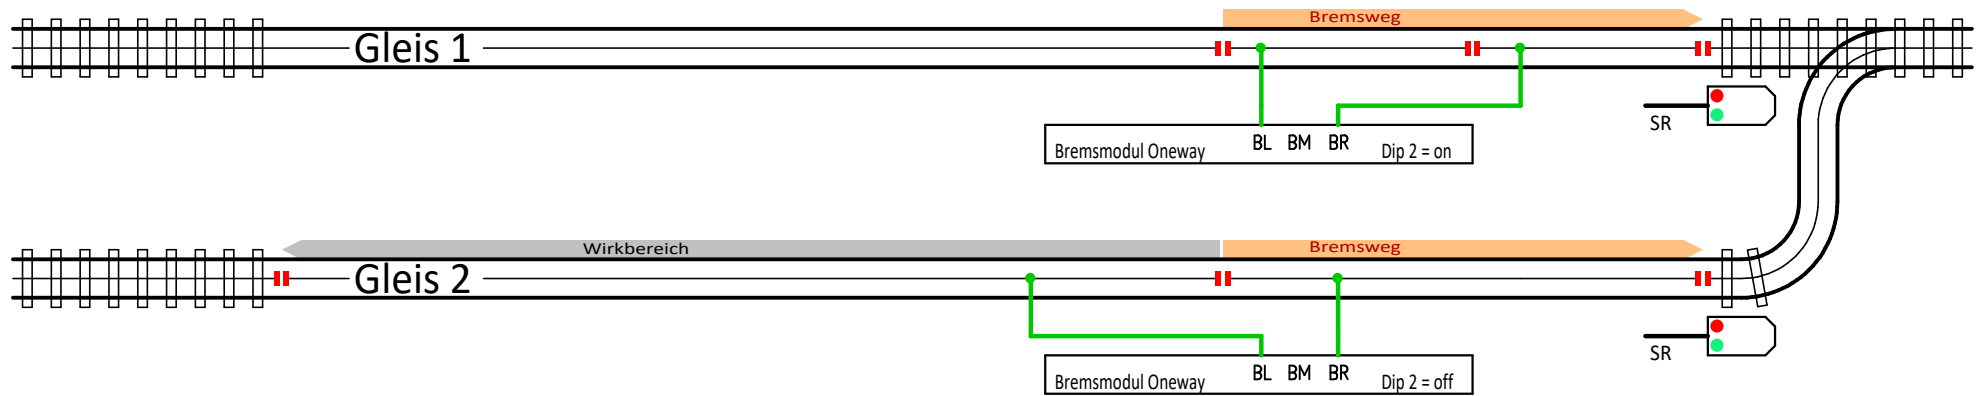 Bremsweg
Gleis 1
SR
Bremsmodul Oneway BL BM BR Dip 2 = on
Wirkbereich Bremsweg
Gleis 2
SR
Bremsmodul Oneway BL BM BR Dip 2 = off